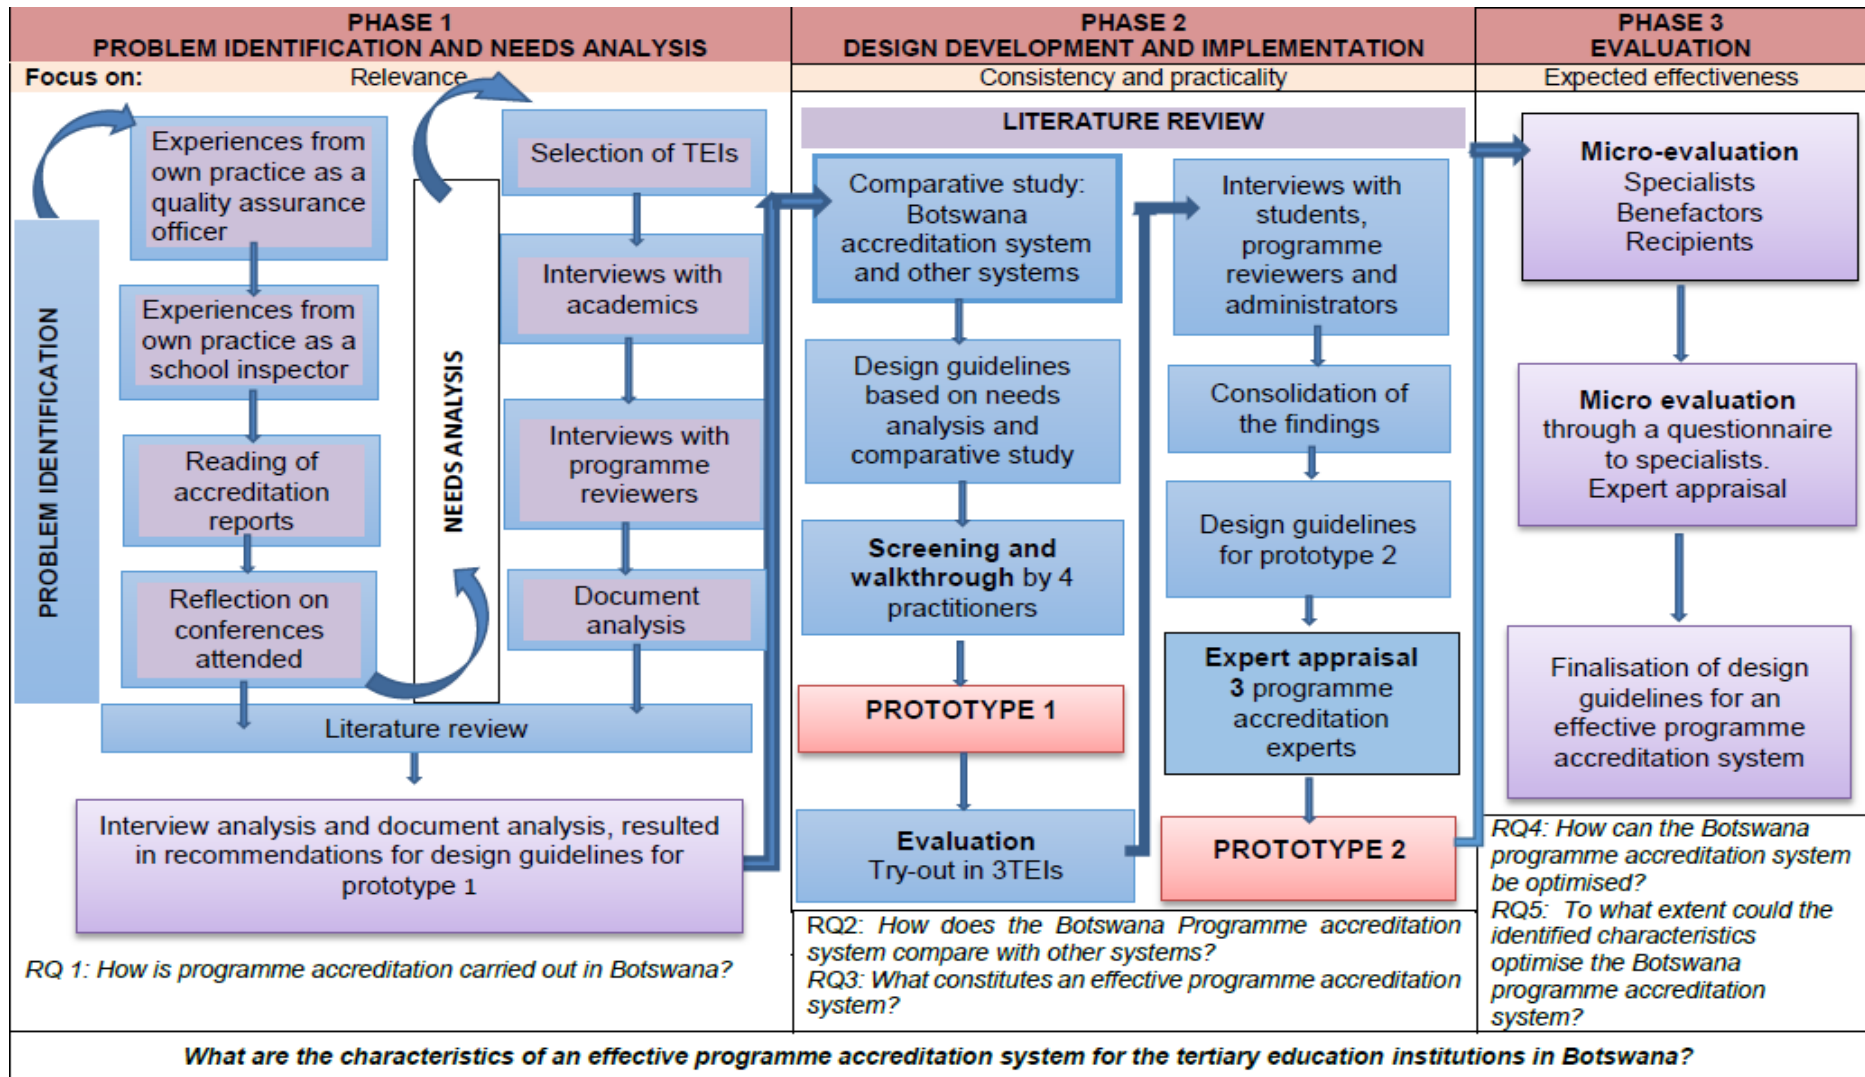 PHASE 1
PROBLEM IDENTIFICATION AND NEEDS ANALYSIS
Focus on:
Relevance
PROBLEM IDENTIFICATION
Experiences from
own practice as a
quality assurance
officer
Experiences from
own practice as a
school inspector
Reading of
accreditation
reports
Reflection on
conferences
attended
NEEDS ANALYSIS
Selection of TEIs
Interviews with
academics
Interviews with
programme
reviewers
Document
analysis
Literature review
Interview analysis and document analysis, resulted
in recommendations for design guidelines for
prototype 1
RQ 1: How is programme accreditation carried out in Botswana?
PHASE 2
DESIGN DEVELOPMENT AND IMPLEMENTATION
Consistency and practicality
LITERATURE REVIEW
Comparative study:
Botswana
accreditation system
and other systems
Design guidelines
based on needs
analysis and
comparative study
Screening and
walkthrough by 4
practitioners
PROTOTYPE 1
Evaluation
Try-out in 3TEIs
Interviews with
students,
programme
reviewers and
administrators
Consolidation of
the findings
Design guidelines
for prototype 2
Expert appraisal
3 programme
accreditation
experts
PROTOTYPE 2
RQ2: How does the Botswana Programme accreditation
system compare with other systems?
RQ3: What constitutes an effective programme accreditation
system?
PHASE 3
EVALUATION
Expected effectiveness
Micro-evaluation
Specialists
Benefactors
Recipients
Micro evaluation
through a questionnaire
to specialists.
Expert appraisal
Finalisation of design
guidelines for an
effective programme
accreditation system
RQ4: How can the Botswana
programme accreditation system
be optimised?
RQ5: To what extent could the
identified characteristics
optimise the Botswana
programme accreditation
system?
What are the characteristics of an effective programme accreditation system for the tertiary education institutions in Botswana?